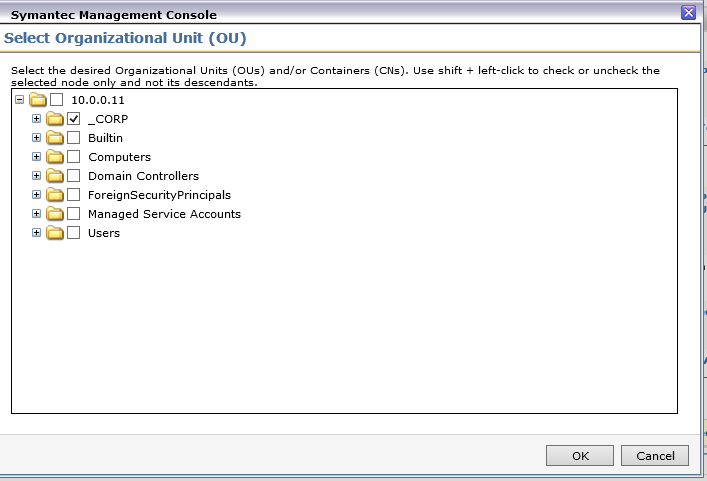 Symantec Management Console
Select Organizational Unit (OU)
Select the desired Organizational Units (OUs) and/or Containers (CNs). Use shift + left-click to check or uncheck the
selected node only and not its descendants.
10.0.0.11
_CORP
Builtin
Computers
Domain Controllers
ForeignSecurityPrincipals
Managed Service Accounts
Users
OK Cancel